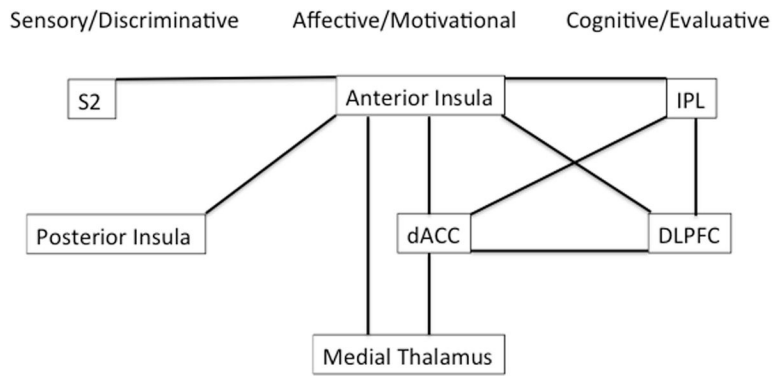 Sensory/Discriminative
Affective/Motivational
Cognitive/Evaluative
S2
Anterior Insula
IPL
Posterior Insula
dACC
DLPFC
Medial Thalamus